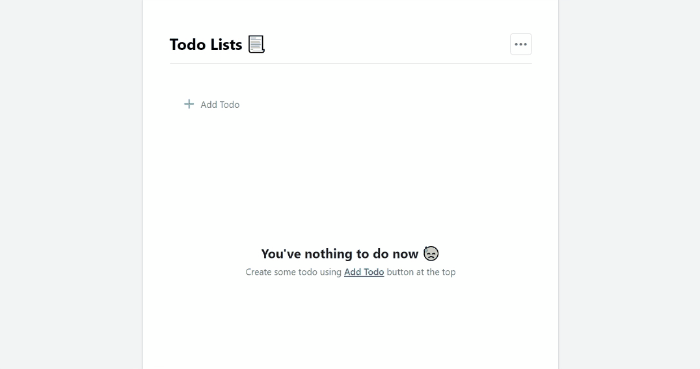 Todo Lists
Add Todo
You've nothing to do now
Create some todo using Add Todo button at the top